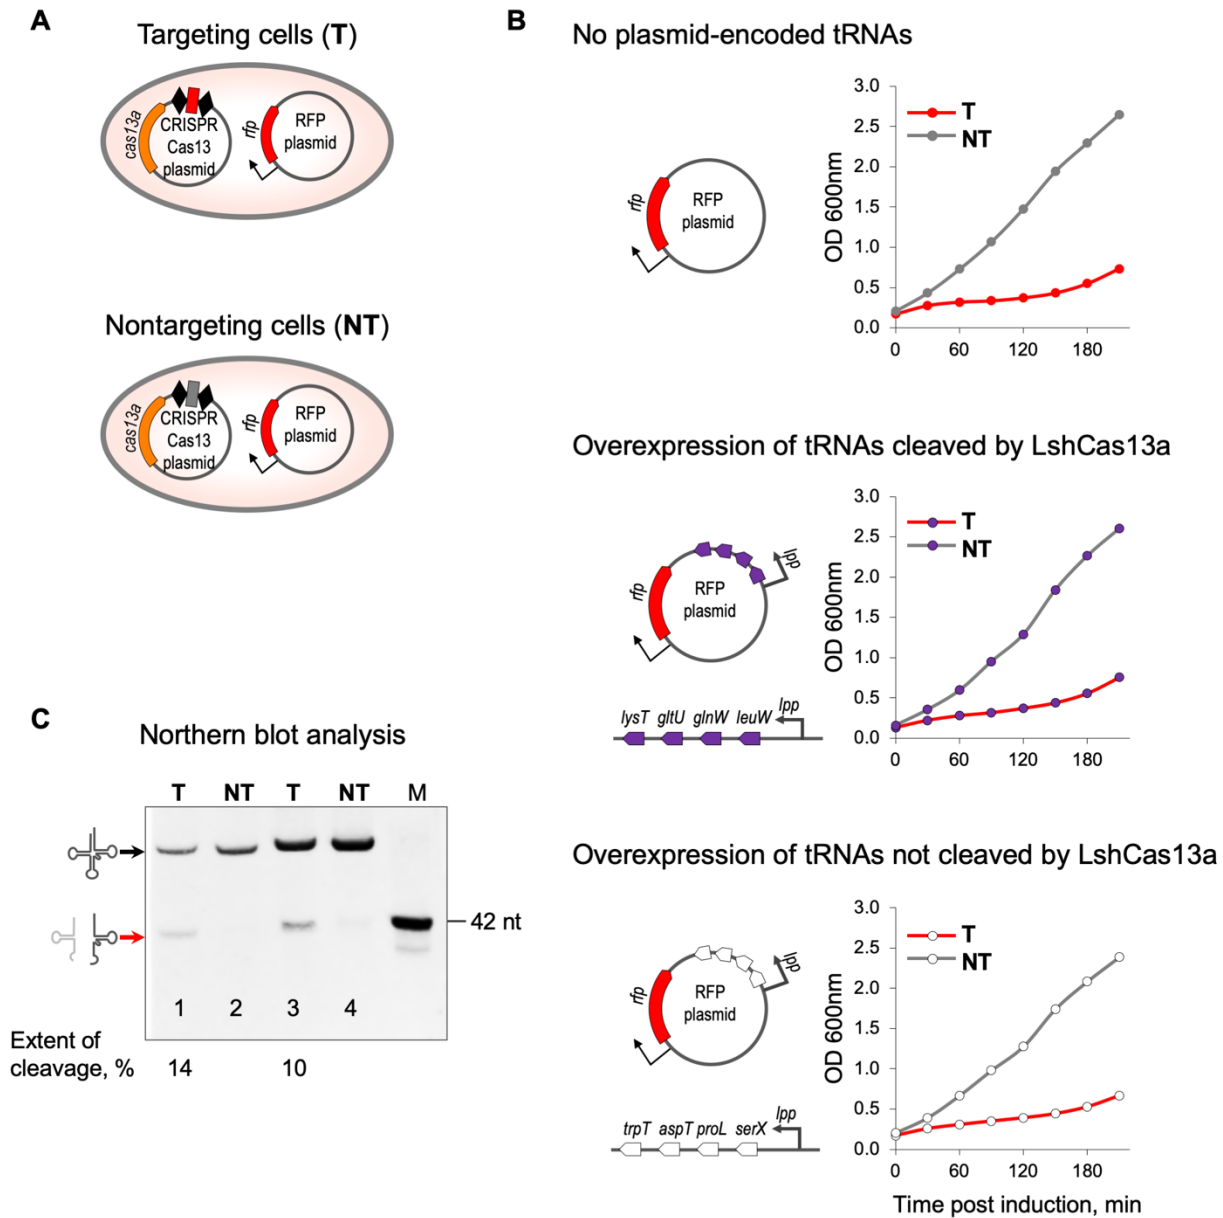 A
Targeting cells (T)
cas13a
CRISPR
Cas13
plasmid
rfp
RFP
plasmid
Nontargeting cells (NT)
cas13a
CRISPR
Cas13
plasmid
rfp
RFP
plasmid
B
No plasmid-encoded tRNAs
rfp
RFP
plasmid
T
NT
OD 600nm
3.0
2.5
2.0
1.5
1.0
0.5
0.0
0 60 120 180
Overexpression of tRNAs cleaved by LshCas13a
lpp
rfp
RFP
plasmid
lysT gltU glnW leuW lpp
T
NT
OD 600nm
3.0
2.5
2.0
1.5
1.0
0.5
0.0
0 60 120 180
Overexpression of tRNAs not cleaved by LshCas13a
lpp
rfp
RFP
plasmid
trpT aspT proL serX lpp
T
NT
OD 600nm
3.0
2.5
2.0
1.5
1.0
0.5
0.0
0 60 120 180
Time post induction, min
C
Northern blot analysis
T NT T NT M
42 nt
1 2 3 4
Extent of
cleavage, % 14 10